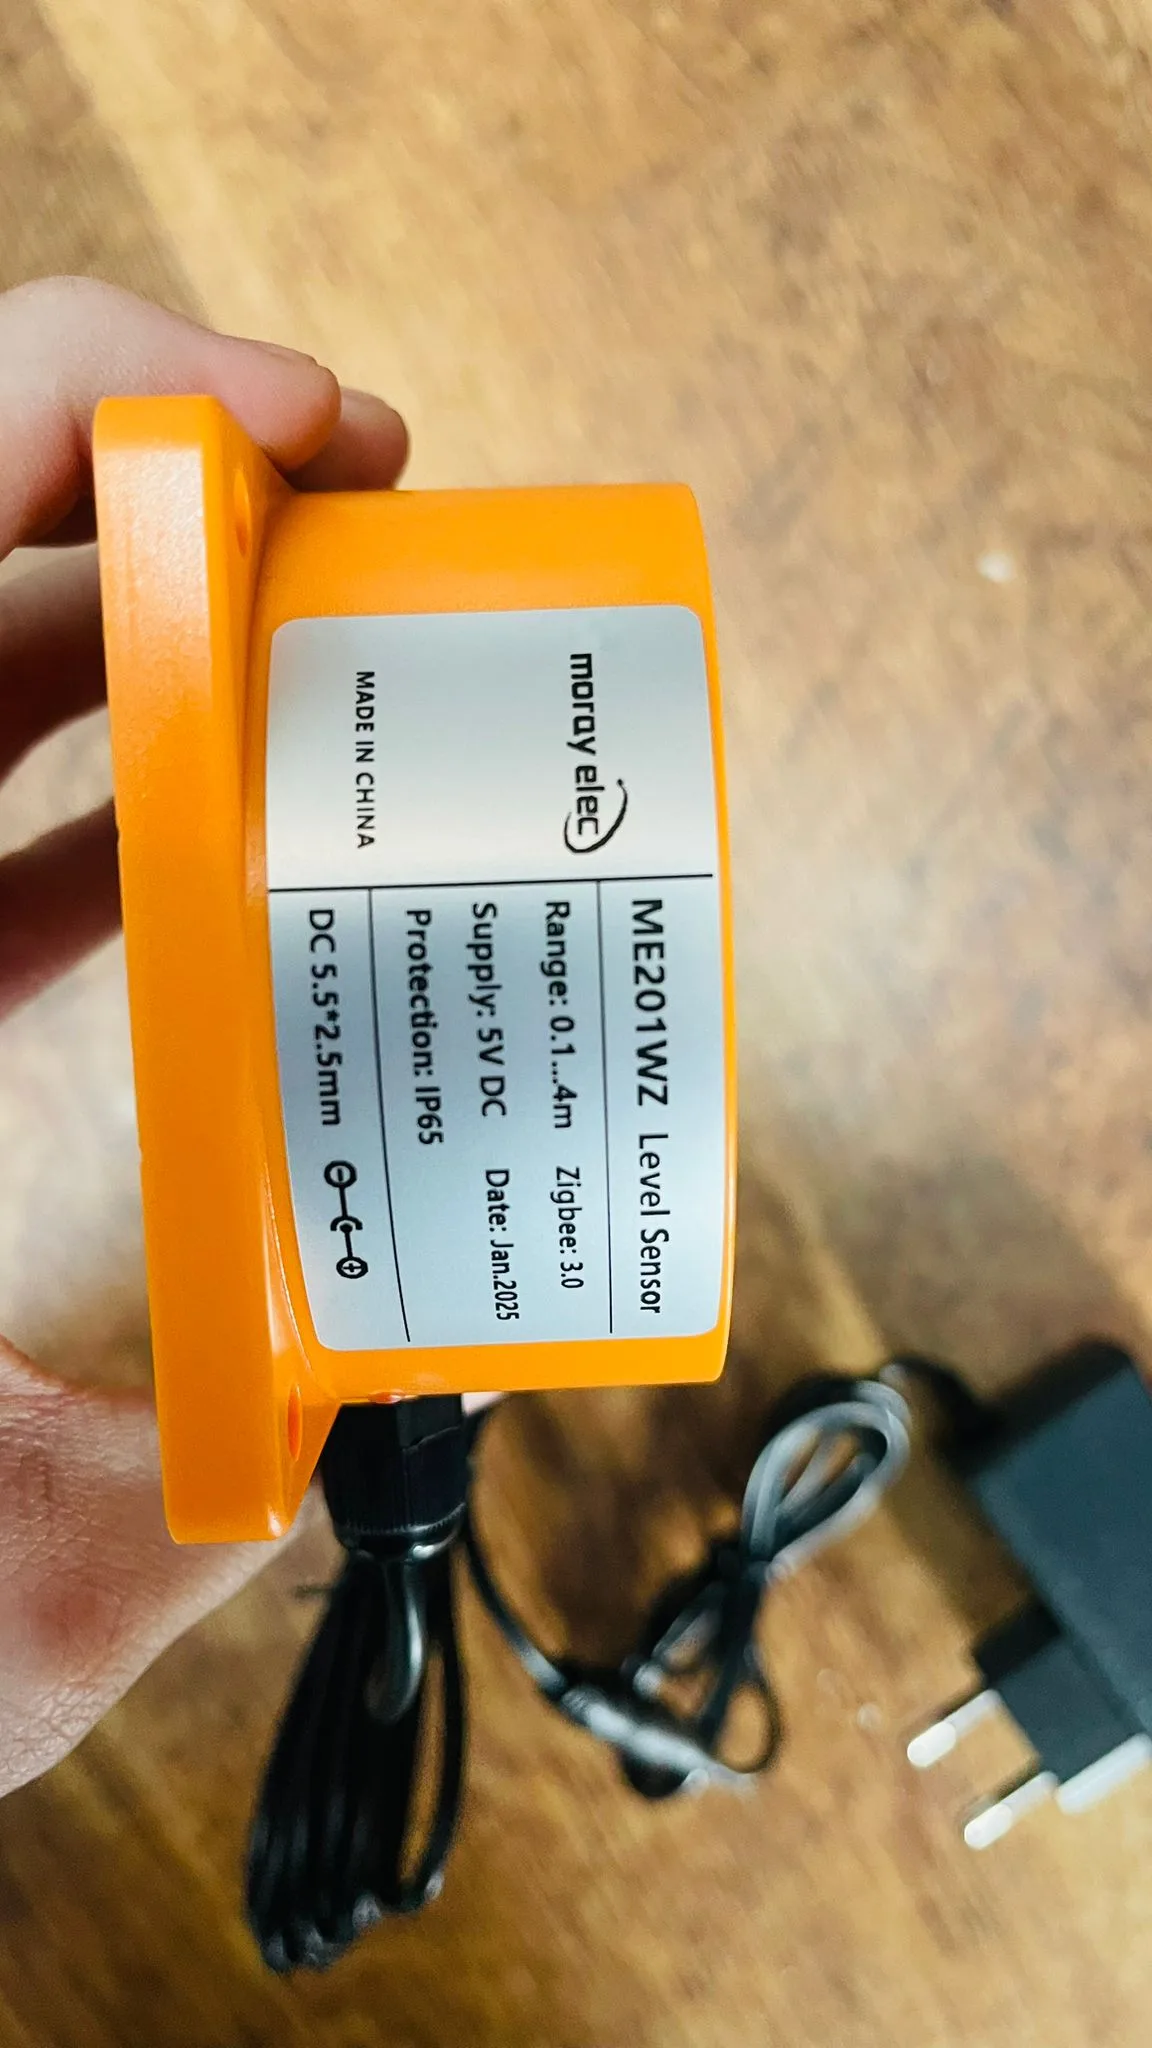 moray elec
MADE IN CHINA
ME201WZ Level Sensor
Range: 0.1...4m Zigbee: 3.0
Supply: 5V DC Date: Jan.2025
Protection: IP65
DC 5.5*2.5mm